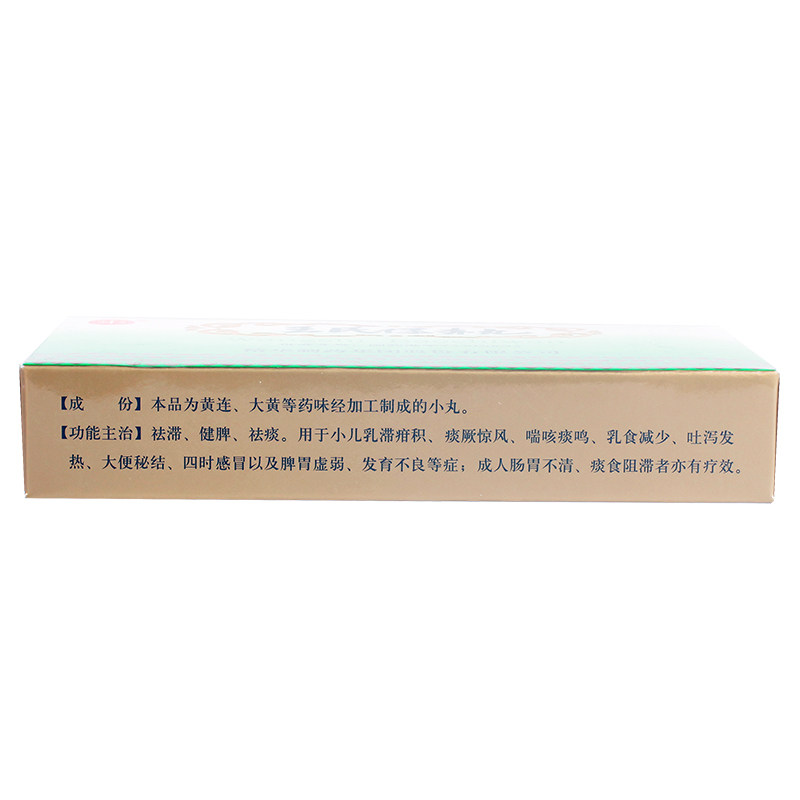 【成　份】本品为黄连、大黄等药味经加工制成的小丸。
【功能主治】祛滞、健脾、祛痰。用于小儿乳滞疳积、痰厥惊风、喘咳痰鸣、乳食减少、吐泻发
热、大便秘结、四时感冒以及脾胃虚弱、发育不良等症；成人肠胃不清、痰食阻滞者亦有疗效。